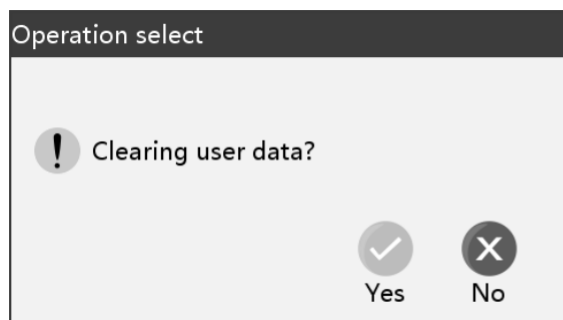 Operation select
Clearing user data?
Yes No